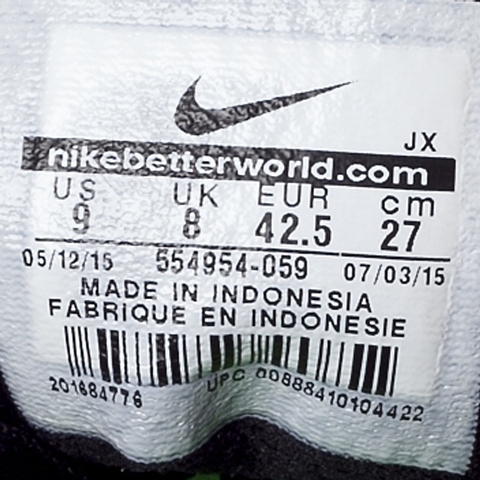 JX
nikebetterworld.com
US UK EUR cm
9 8 42.5 27
05/12/15 554954-059 07/03/15
MADE IN INDONESIA
FABRIQUE EN INDONESIE
201684776 UPC 00888410104422